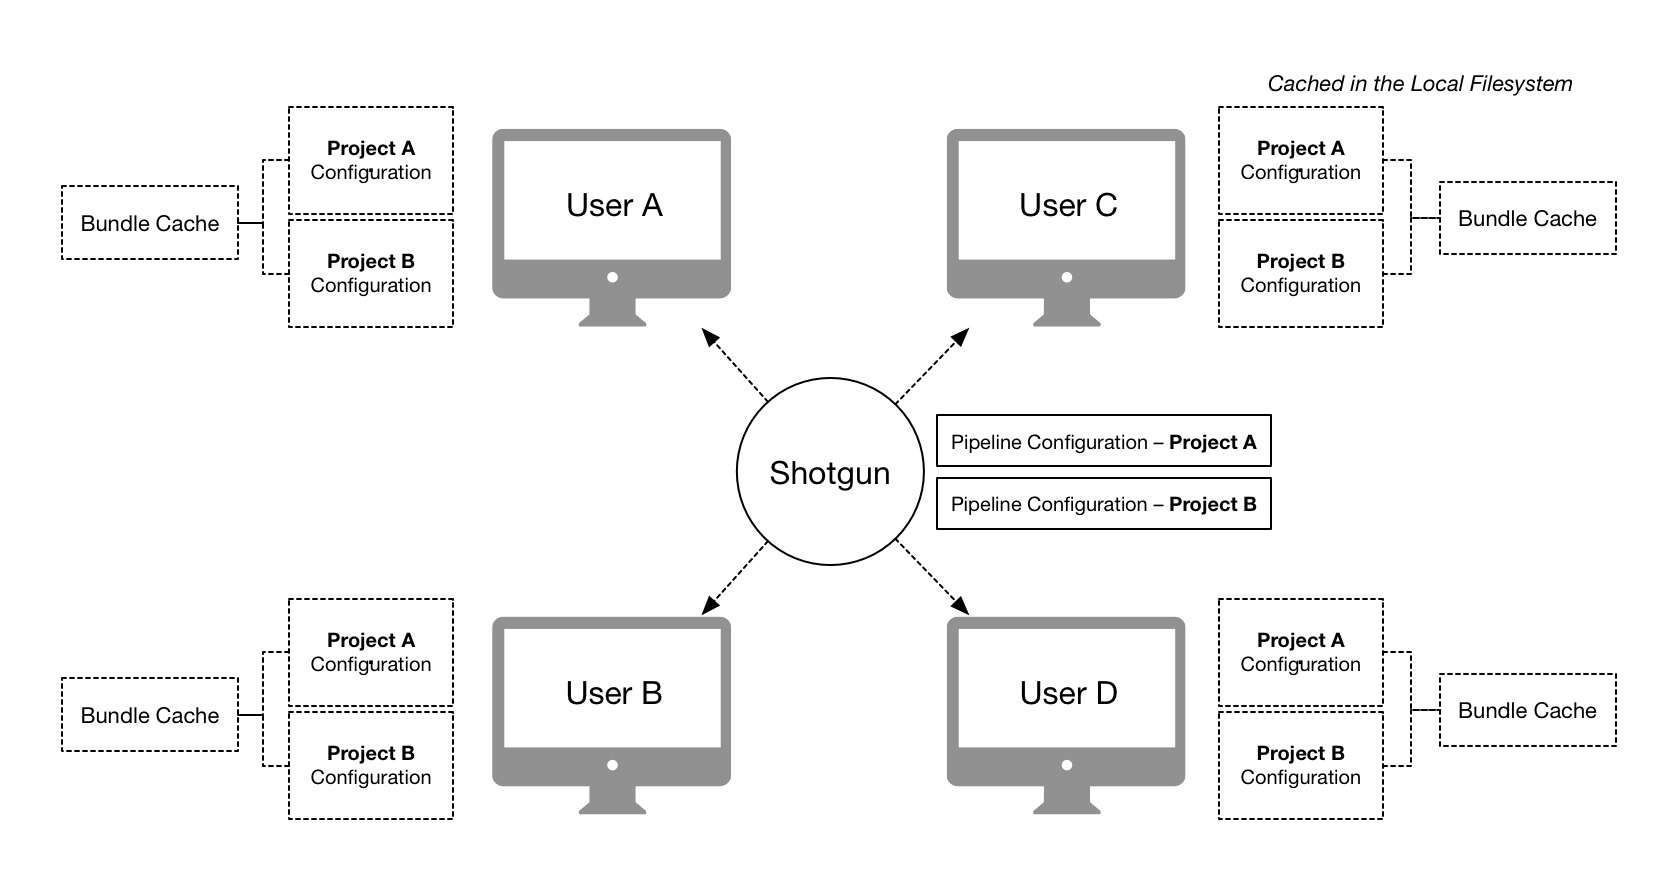 Cached in the Local Filesystem
Project A
Configuration
Project B
Configuration
Bundle Cache
User A
User C
Project A
Configuration
Project B
Configuration
Bundle Cache
Shotgun
Pipeline Configuration – Project A
Pipeline Configuration – Project B
Project A
Configuration
Project B
Configuration
Bundle Cache
User B
User D
Project A
Configuration
Project B
Configuration
Bundle Cache